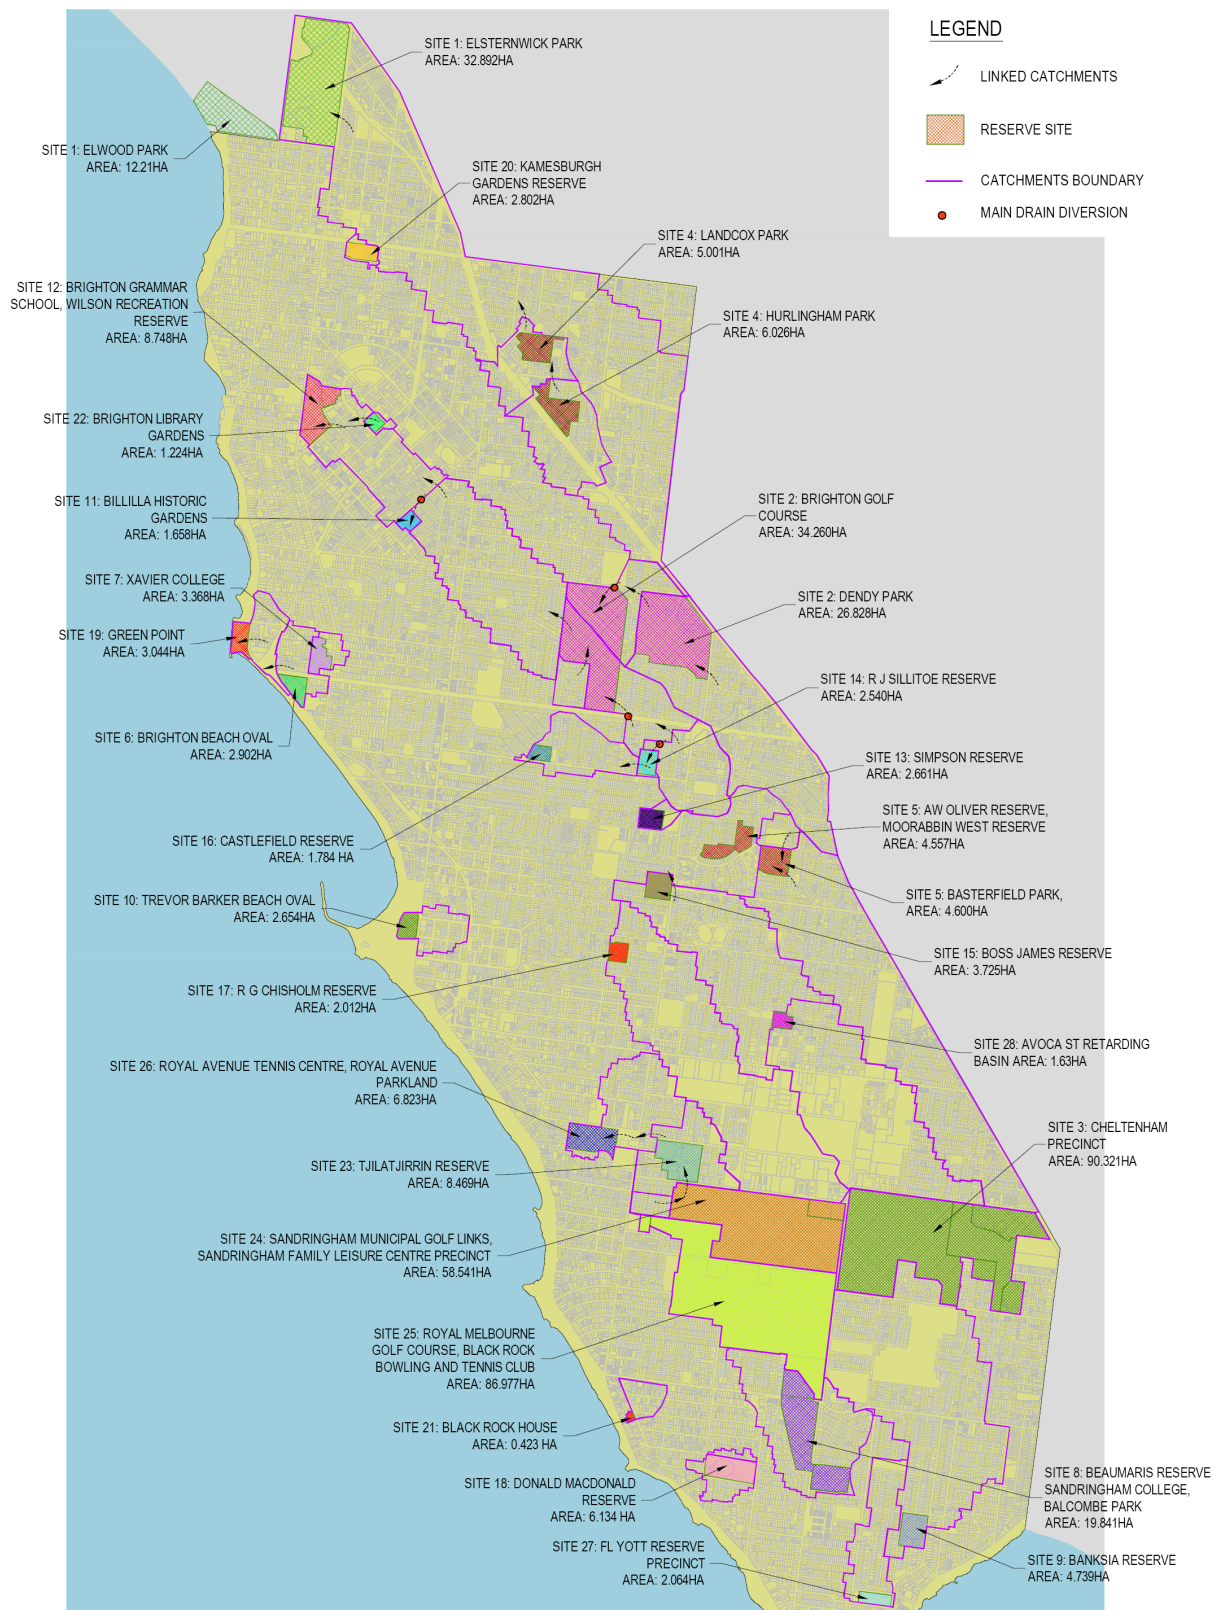 LEGEND
LINKED CATCHMENTS
RESERVE SITE
CATCHMENTS BOUNDARY
MAIN DRAIN DIVERSION
SITE 1: ELSTERNWICK PARK
AREA: 32.892HA
SITE 1: ELWOOD PARK
AREA: 12.21HA
SITE 20: KAMESBURGH
GARDENS RESERVE
AREA: 2.802HA
SITE 4: LANDCOX PARK
AREA: 5.001HA
SITE 12: BRIGHTON GRAMMAR
SCHOOL, WILSON RECREATION
RESERVE
AREA: 8.748HA
SITE 4: HURLINGHAM PARK
AREA: 6.026HA
SITE 22: BRIGHTON LIBRARY
GARDENS
AREA: 1.224HA
SITE 11: BILLILLA HISTORIC
GARDENS
AREA: 1.658HA
SITE 2: BRIGHTON GOLF
COURSE
AREA: 34.260HA
SITE 7: XAVIER COLLEGE
AREA: 3.368HA
SITE 2: DENDY PARK
AREA: 26.828HA
SITE 19: GREEN POINT
AREA: 3.044HA
SITE 14: R J SILLITOE RESERVE
AREA: 2.540HA
SITE 6: BRIGHTON BEACH OVAL
AREA: 2.902HA
SITE 13: SIMPSON RESERVE
AREA: 2.661HA
SITE 5: AW OLIVER RESERVE,
MOORABBIN WEST RESERVE
AREA: 4.557HA
SITE 16: CASTLEFIELD RESERVE
AREA: 1.784 HA
SITE 5: BASTERFIELD PARK,
AREA: 4.600HA
SITE 10: TREVOR BARKER BEACH OVAL
AREA: 2.654HA
SITE 15: BOSS JAMES RESERVE
AREA: 3.725HA
SITE 17: R G CHISHOLM RESERVE
AREA: 2.012HA
SITE 28: AVOCA ST RETARDING
BASIN AREA: 1.63HA
SITE 26: ROYAL AVENUE TENNIS CENTRE, ROYAL AVENUE
PARKLAND
AREA: 6.823HA
SITE 3: CHELTENHAM
PRECINCT
AREA: 90.321HA
SITE 23: TJILATJIRRIN RESERVE
AREA: 8.469HA
SITE 24: SANDRINGHAM MUNICIPAL GOLF LINKS,
SANDRINGHAM FAMILY LEISURE CENTRE PRECINCT
AREA: 58.541HA
SITE 25: ROYAL MELBOURNE
GOLF COURSE, BLACK ROCK
BOWLING AND TENNIS CLUB
AREA: 86.977HA
SITE 21: BLACK ROCK HOUSE
AREA: 0.423 HA
SITE 18: DONALD MACDONALD
RESERVE
AREA: 6.134 HA
SITE 8: BEAUMARIS RESERVE
SANDRINGHAM COLLEGE,
BALCOMBE PARK
AREA: 19.841HA
SITE 27: FL YOTT RESERVE
PRECINCT
AREA: 2.064HA
SITE 9: BANKSIA RESERVE
AREA: 4.739HA